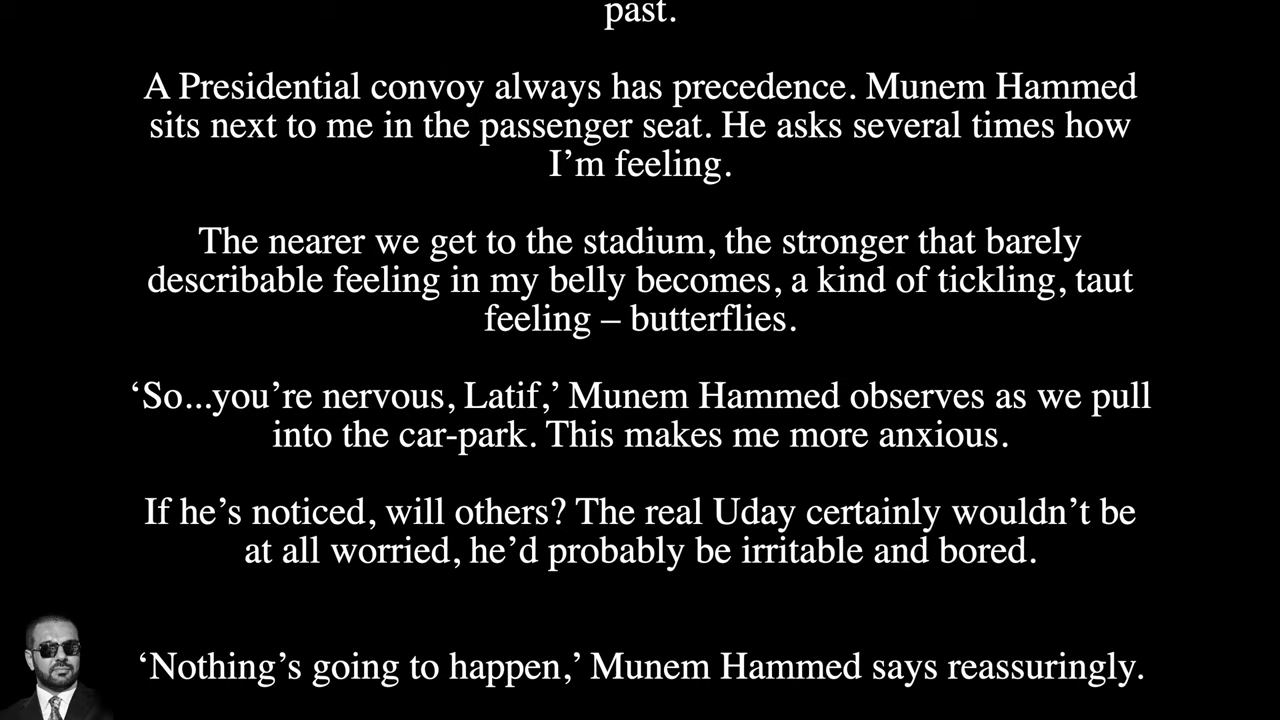 past.
A Presidential convoy always has precedence. Munem Hammed
sits next to me in the passenger seat. He asks several times how
I’m feeling.
The nearer we get to the stadium, the stronger that barely
describable feeling in my belly becomes, a kind of tickling, taut
feeling – butterflies.
‘So...you’re nervous, Latif,’ Munem Hammed observes as we pull
into the car-park. This makes me more anxious.
If he’s noticed, will others? The real Uday certainly wouldn’t be
at all worried, he’d probably be irritable and bored.
‘Nothing’s going to happen,’ Munem Hammed says reassuringly.